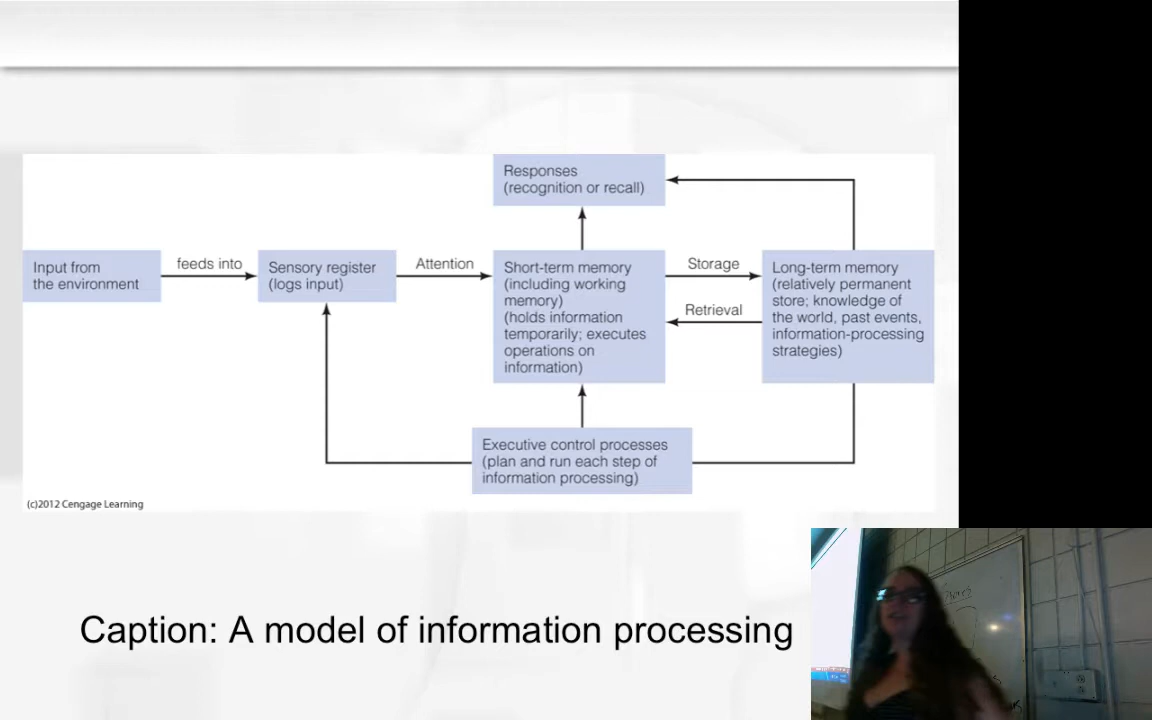 Responses
(recognition or recall)
Input from
the environment
feeds into
Sensory register
(logs input)
Attention
Short-term memory
(including working
memory)
(holds information
temporarily; executes
operations on
information)
Storage
Retrieval
Long-term memory
(relatively permanent
store; knowledge of
the world, past events,
information-processing
strategies)
Executive control processes
(plan and run each step of
information processing)
(c)2012 Cengage Learning
Caption: A model of information processing